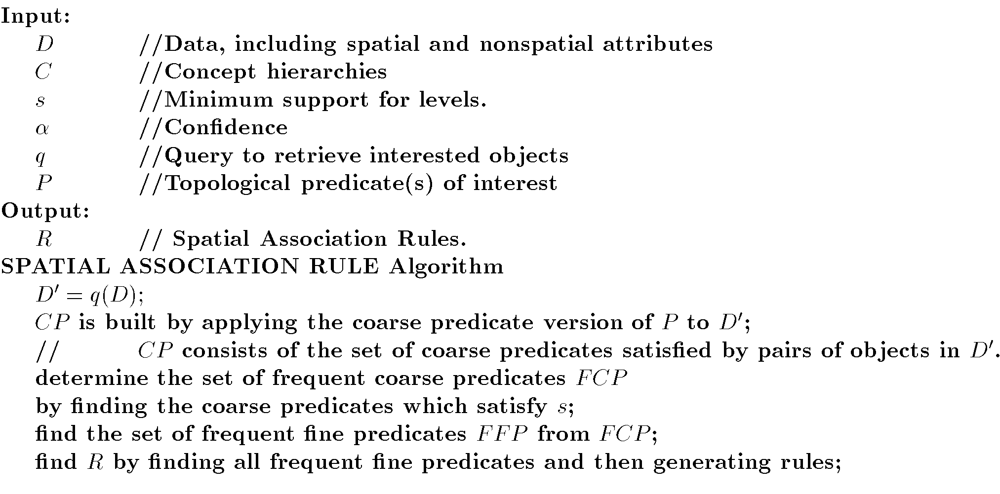 Input:
D //Data, including spatial and nonspatial attributes
C //Concept hierarchies
s //Minimum support for levels.
α //Confidence
q //Query to retrieve interested objects
P //Topological predicate(s) of interest
Output:
R // Spatial Association Rules.
SPATIAL ASSOCIATION RULE Algorithm
D′ = q(D);
CP is built by applying the coarse predicate version of P to D′;
// CP consists of the set of coarse predicates satisfied by pairs of objects in D′.
determine the set of frequent coarse predicates FCP
by finding the coarse predicates which satisfy s;
find the set of frequent fine predicates FFP from FCP;
find R by finding all frequent fine predicates and then generating rules;